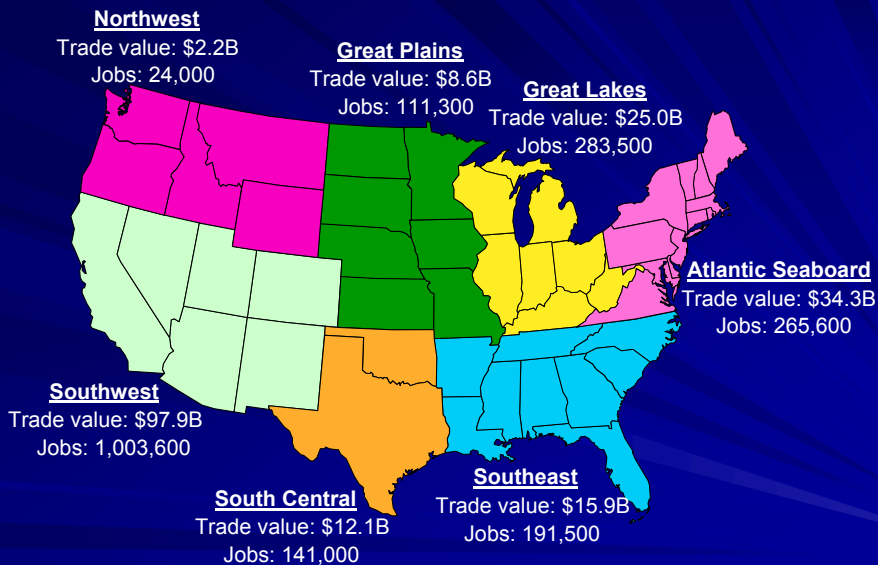 Northwest
Trade value: $2.2B
Jobs: 24,000
Great Plains
Trade value: $8.6B
Jobs: 111,300
Great Lakes
Trade value: $25.0B
Jobs: 283,500
Atlantic Seaboard
Trade value: $34.3B
Jobs: 265,600
Southwest
Trade value: $97.9B
Jobs: 1,003,600
South Central
Trade value: $12.1B
Jobs: 141,000
Southeast
Trade value: $15.9B
Jobs: 191,500